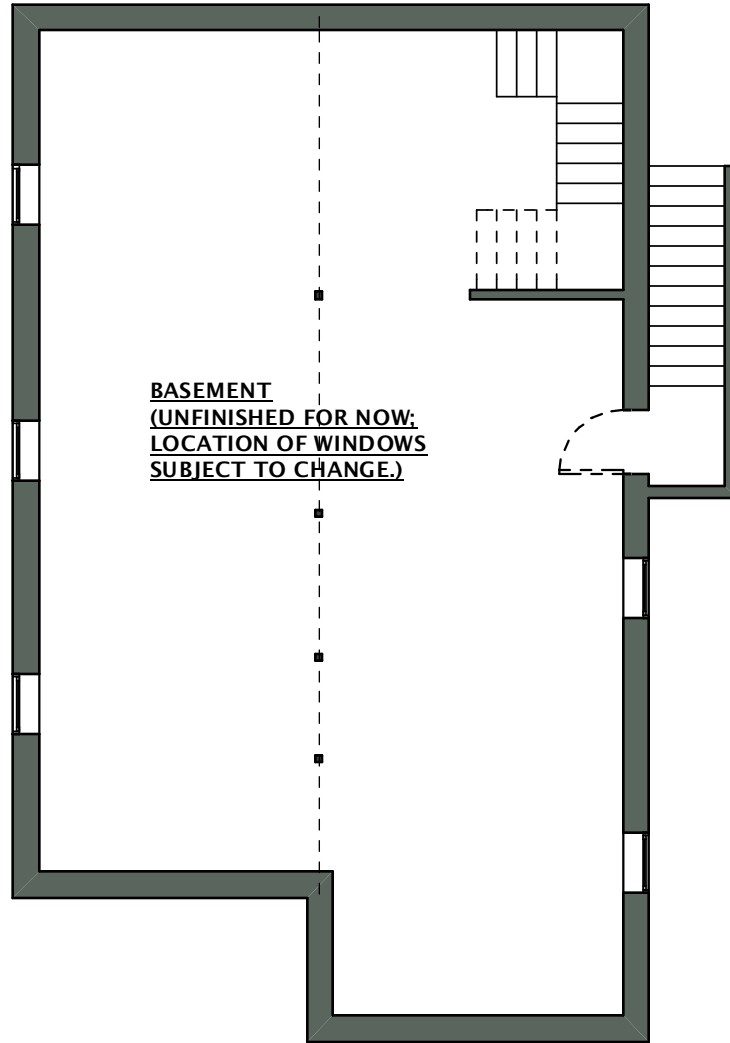 BASEMENT
(UNFINISHED FOR NOW;
LOCATION OF WINDOWS
SUBJECT TO CHANGE.)